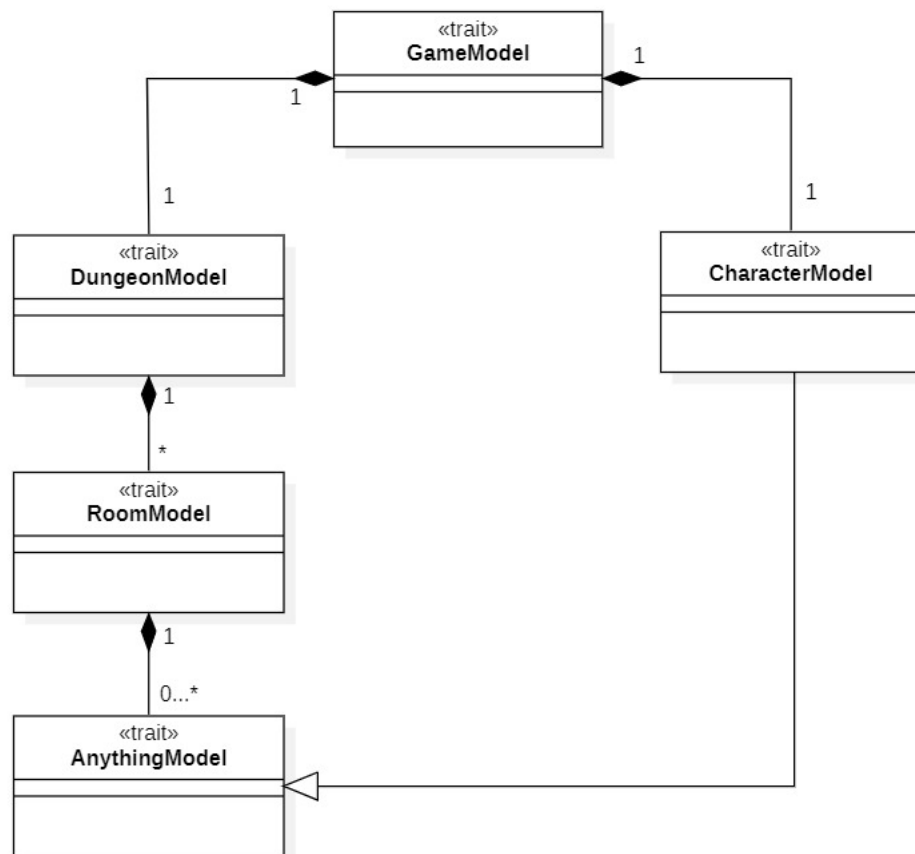 «trait»
GameModel
1
1
1
1
«trait»
DungeonModel
«trait»
CharacterModel
1
*
«trait»
RoomModel
1
0...*
«trait»
AnythingModel